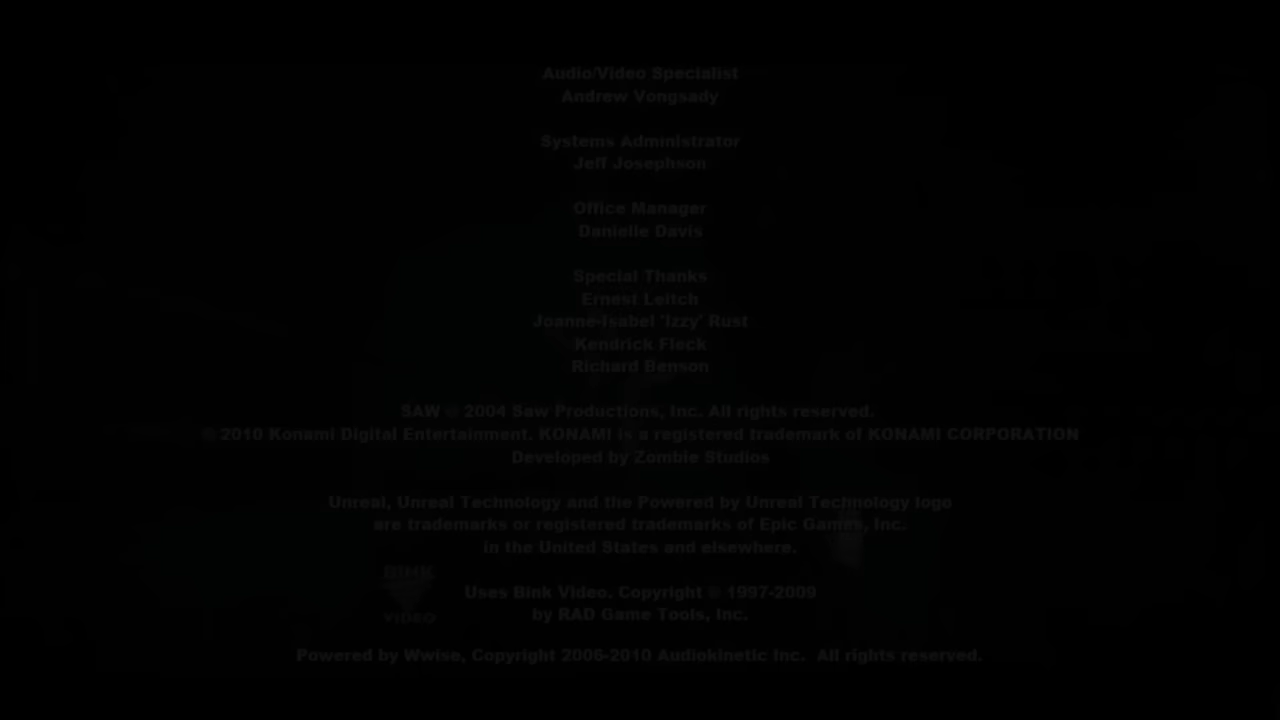 Audio/Video Specialist
Andrew Vongsady
Systems Administrator
Jeff Josephson
Office Manager
Danielle Davis
Special Thanks
Ernest Leitch
Joanne-Isabel 'Izzy' Rust
Kendrick Fleck
Richard Benson
SAW © 2004 Saw Productions, Inc. All rights reserved.
© 2010 Konami Digital Entertainment. KONAMI is a registered trademark of KONAMI CORPORATION
Developed by Zombie Studios
Unreal, Unreal Technology and the Powered by Unreal Technology logo
are trademarks or registered trademarks of Epic Games, Inc.
in the United States and elsewhere.
BINK
VIDEO
Uses Bink Video. Copyright © 1997-2009
by RAD Game Tools, Inc.
Powered by Wwise, Copyright 2006-2010 Audiokinetic Inc. All rights reserved.